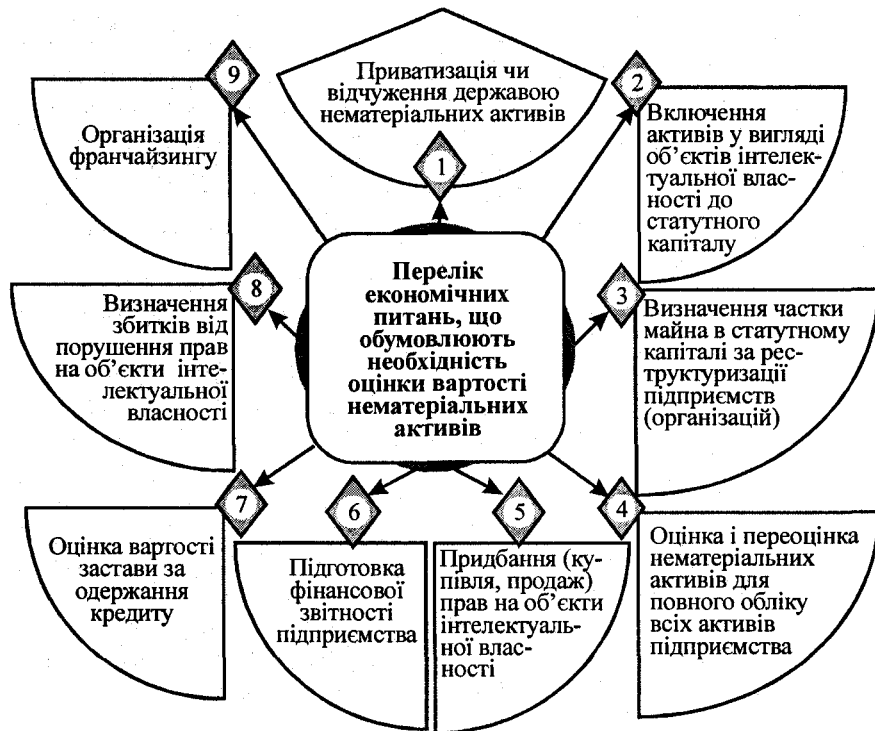 Перелік
економічних
питань, що
обумовлюють
необхідність
оцінки вартості
нематеріальних
активів
1
Приватизація чи
відчуження державою
нематеріальних активів
2
Включення
активів у вигляді
об’єктів інтелек-
туальної влас-
ності до
статутного
капіталу
3
Визначення частки
майна в статутному
капіталі за рес-
труктуризації
підприємств
(організацій)
4
Оцінка і переоцінка
нематеріальних
активів для
повного обліку
всіх активів
підприємства
5
Придбання (ку-
півля, продаж)
прав на об’єкти
інтелектуаль-
ної влас-
ності
6
Підготовка
фінансової
звітності
підприємства
7
Оцінка вартості
застави за
одержання
кредиту
8
Визначення
збитків від
порушення прав
на об’єкти інте-
лектуальної
власності
9
Організація
франчайзингу